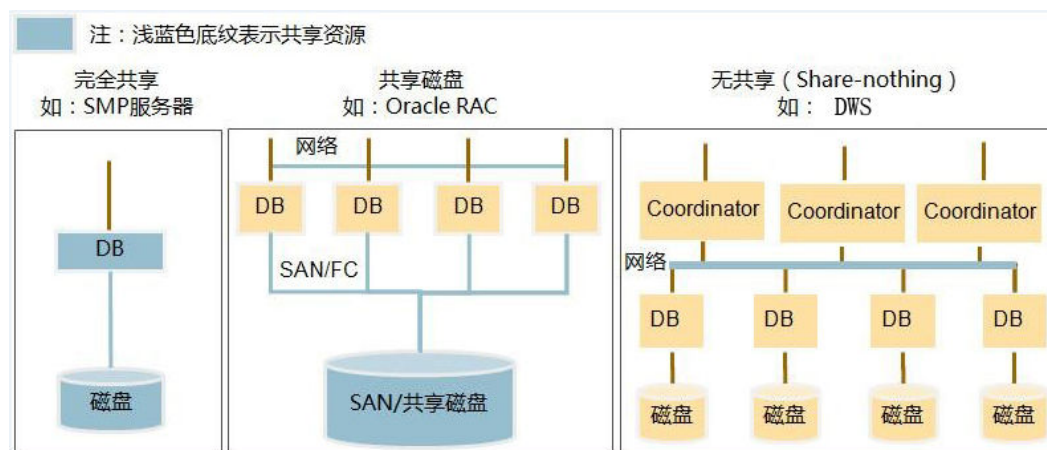 注：浅蓝色底纹表示共享资源
完全共享
如：SMP服务器
DB
磁盘
共享磁盘
如：Oracle RAC
网络
DB DB DB DB
SAN/FC
SAN/共享磁盘
无共享（Share-nothing）
如： DWS
Coordinator Coordinator Coordinator
网络
DB DB DB DB
磁盘 磁盘 磁盘 磁盘